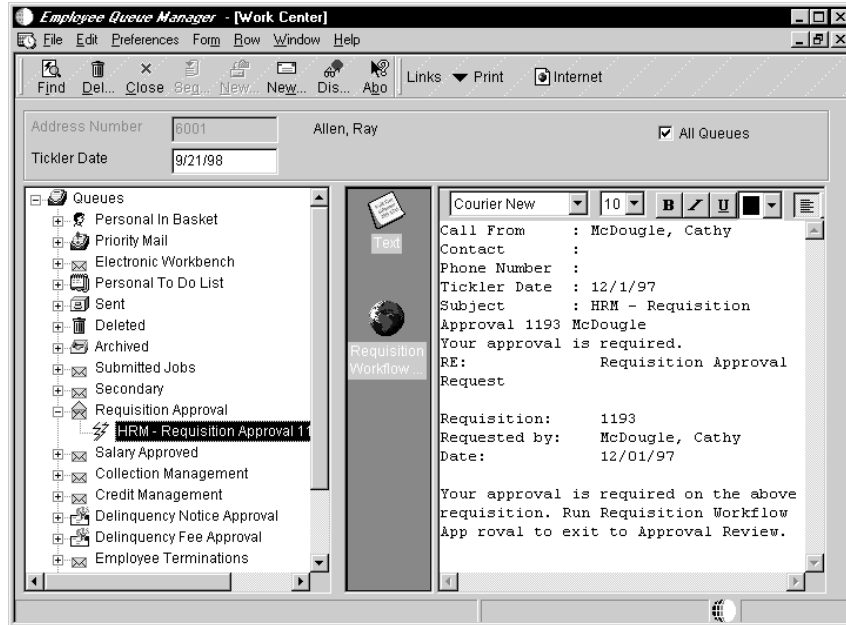 Employee Queue Manager - [Work Center]
File Edit Preferences Form Row Window Help
Find Del... Close Seq... New... New... Dis... Abo Links Print Internet
Address Number 6001 Allen, Ray All Queues
Tickler Date 9/21/98
Queues
Personal In Basket
Priority Mail
Electronic Workbench
Personal To Do List
Sent
Deleted
Archived
Submitted Jobs
Secondary
Requisition Approval
HRM - Requisition Approval 11
Salary Approved
Collection Management
Credit Management
Delinquency Notice Approval
Delinquency Fee Approval
Employee Terminations
Text
Requisition
Workflow ...
Courier New 10 B I U
Call From : McDougle, Cathy
Contact :
Phone Number :
Tickler Date : 12/1/97
Subject : HRM - Requisition
Approval 1193 McDougle
Your approval is required.
RE: Requisition Approval
Request
Requisition: 1193
Requested by: McDougle, Cathy
Date: 12/01/97
Your approval is required on the above
requisition. Run Requisition Workflow
App roval to exit to Approval Review.